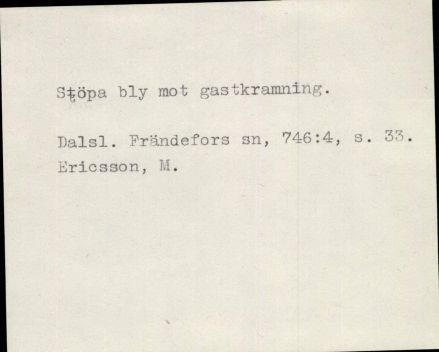 Stöpa bly mot gastkramning.
Dalsl. Frändefors sn, 746:4, s. 33.
Ericsson, M.